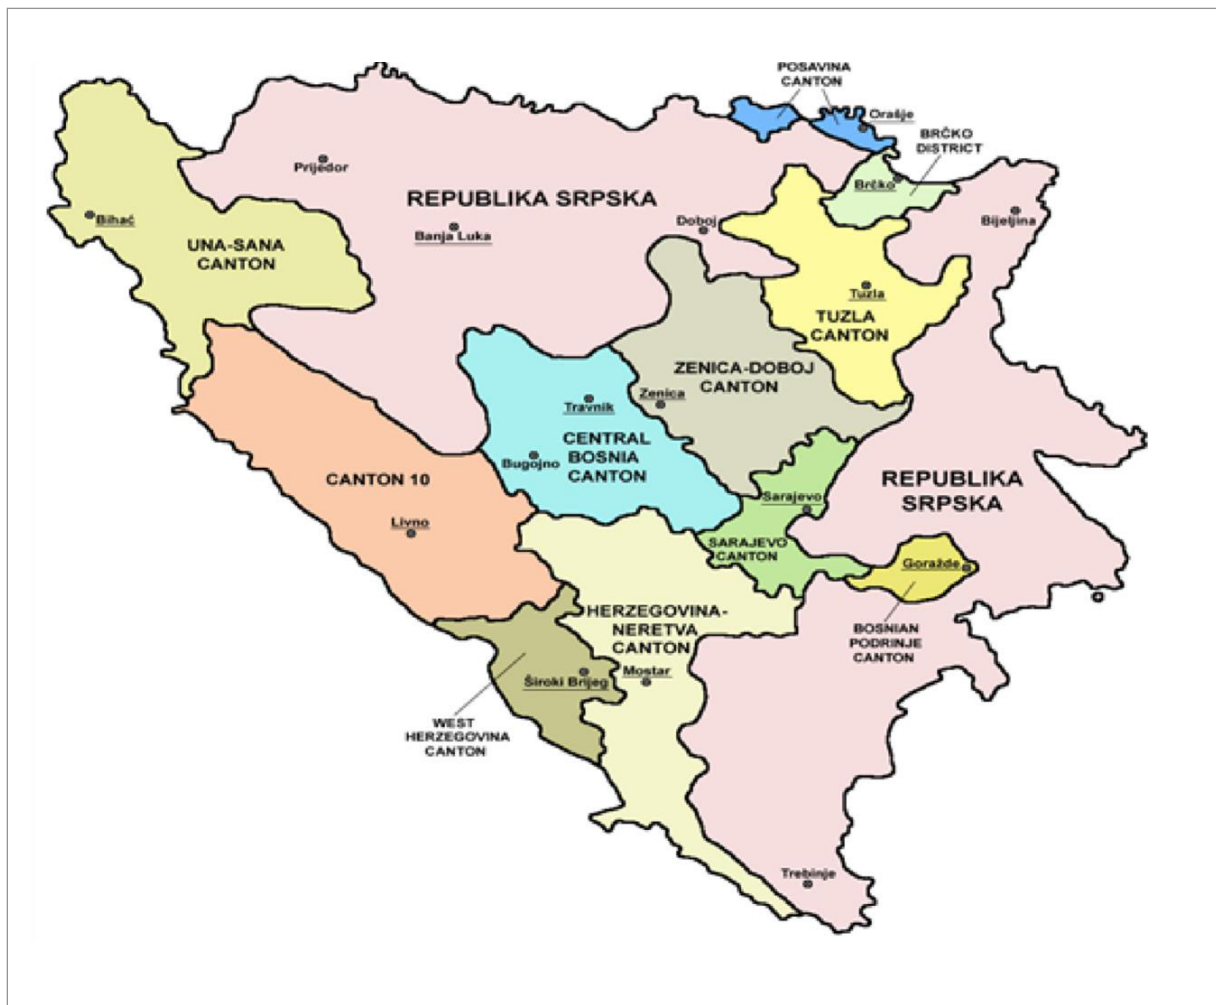 POSAVINA
CANTON
Orašje
BRČKO
DISTRICT
Prijedor
Brčko
REPUBLIKA SRPSKA
Bihać
Doboj
Bijeljina
Banja Luka
UNA-SANA
CANTON
Tuzla
TUZLA
CANTON
ZENICA-DOBOJ
CANTON
Zenica
Travnik
CENTRAL
BOSNIA
CANTON
Bugojno
CANTON 10
REPUBLIKA
SRPSKA
Sarajevo
Livno
SARAJEVO
CANTON
Goražde
HERZEGOVINA-
NERETVA
CANTON
BOSNIAN
PODRINJE
CANTON
Mostar
Široki Brijeg
WEST
HERZEGOVINA
CANTON
Trebinje